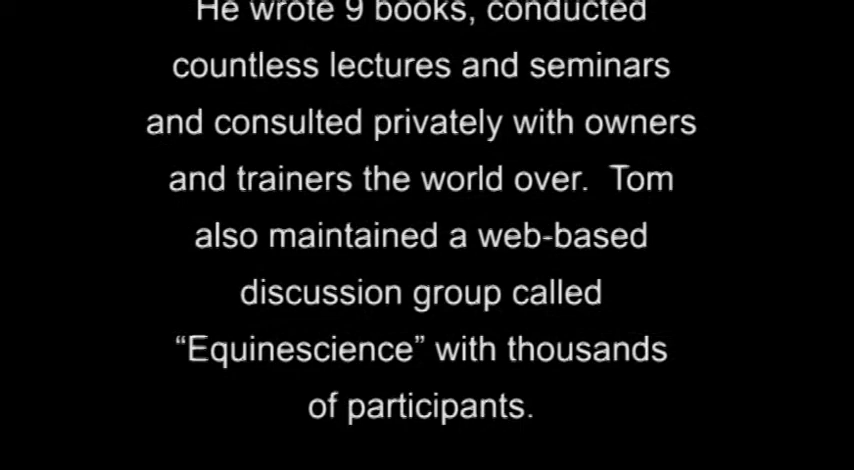 He wrote 9 books, conducted
countless lectures and seminars
and consulted privately with owners
and trainers the world over.  Tom
also maintained a web-based
discussion group called
“Equinescience” with thousands
of participants.